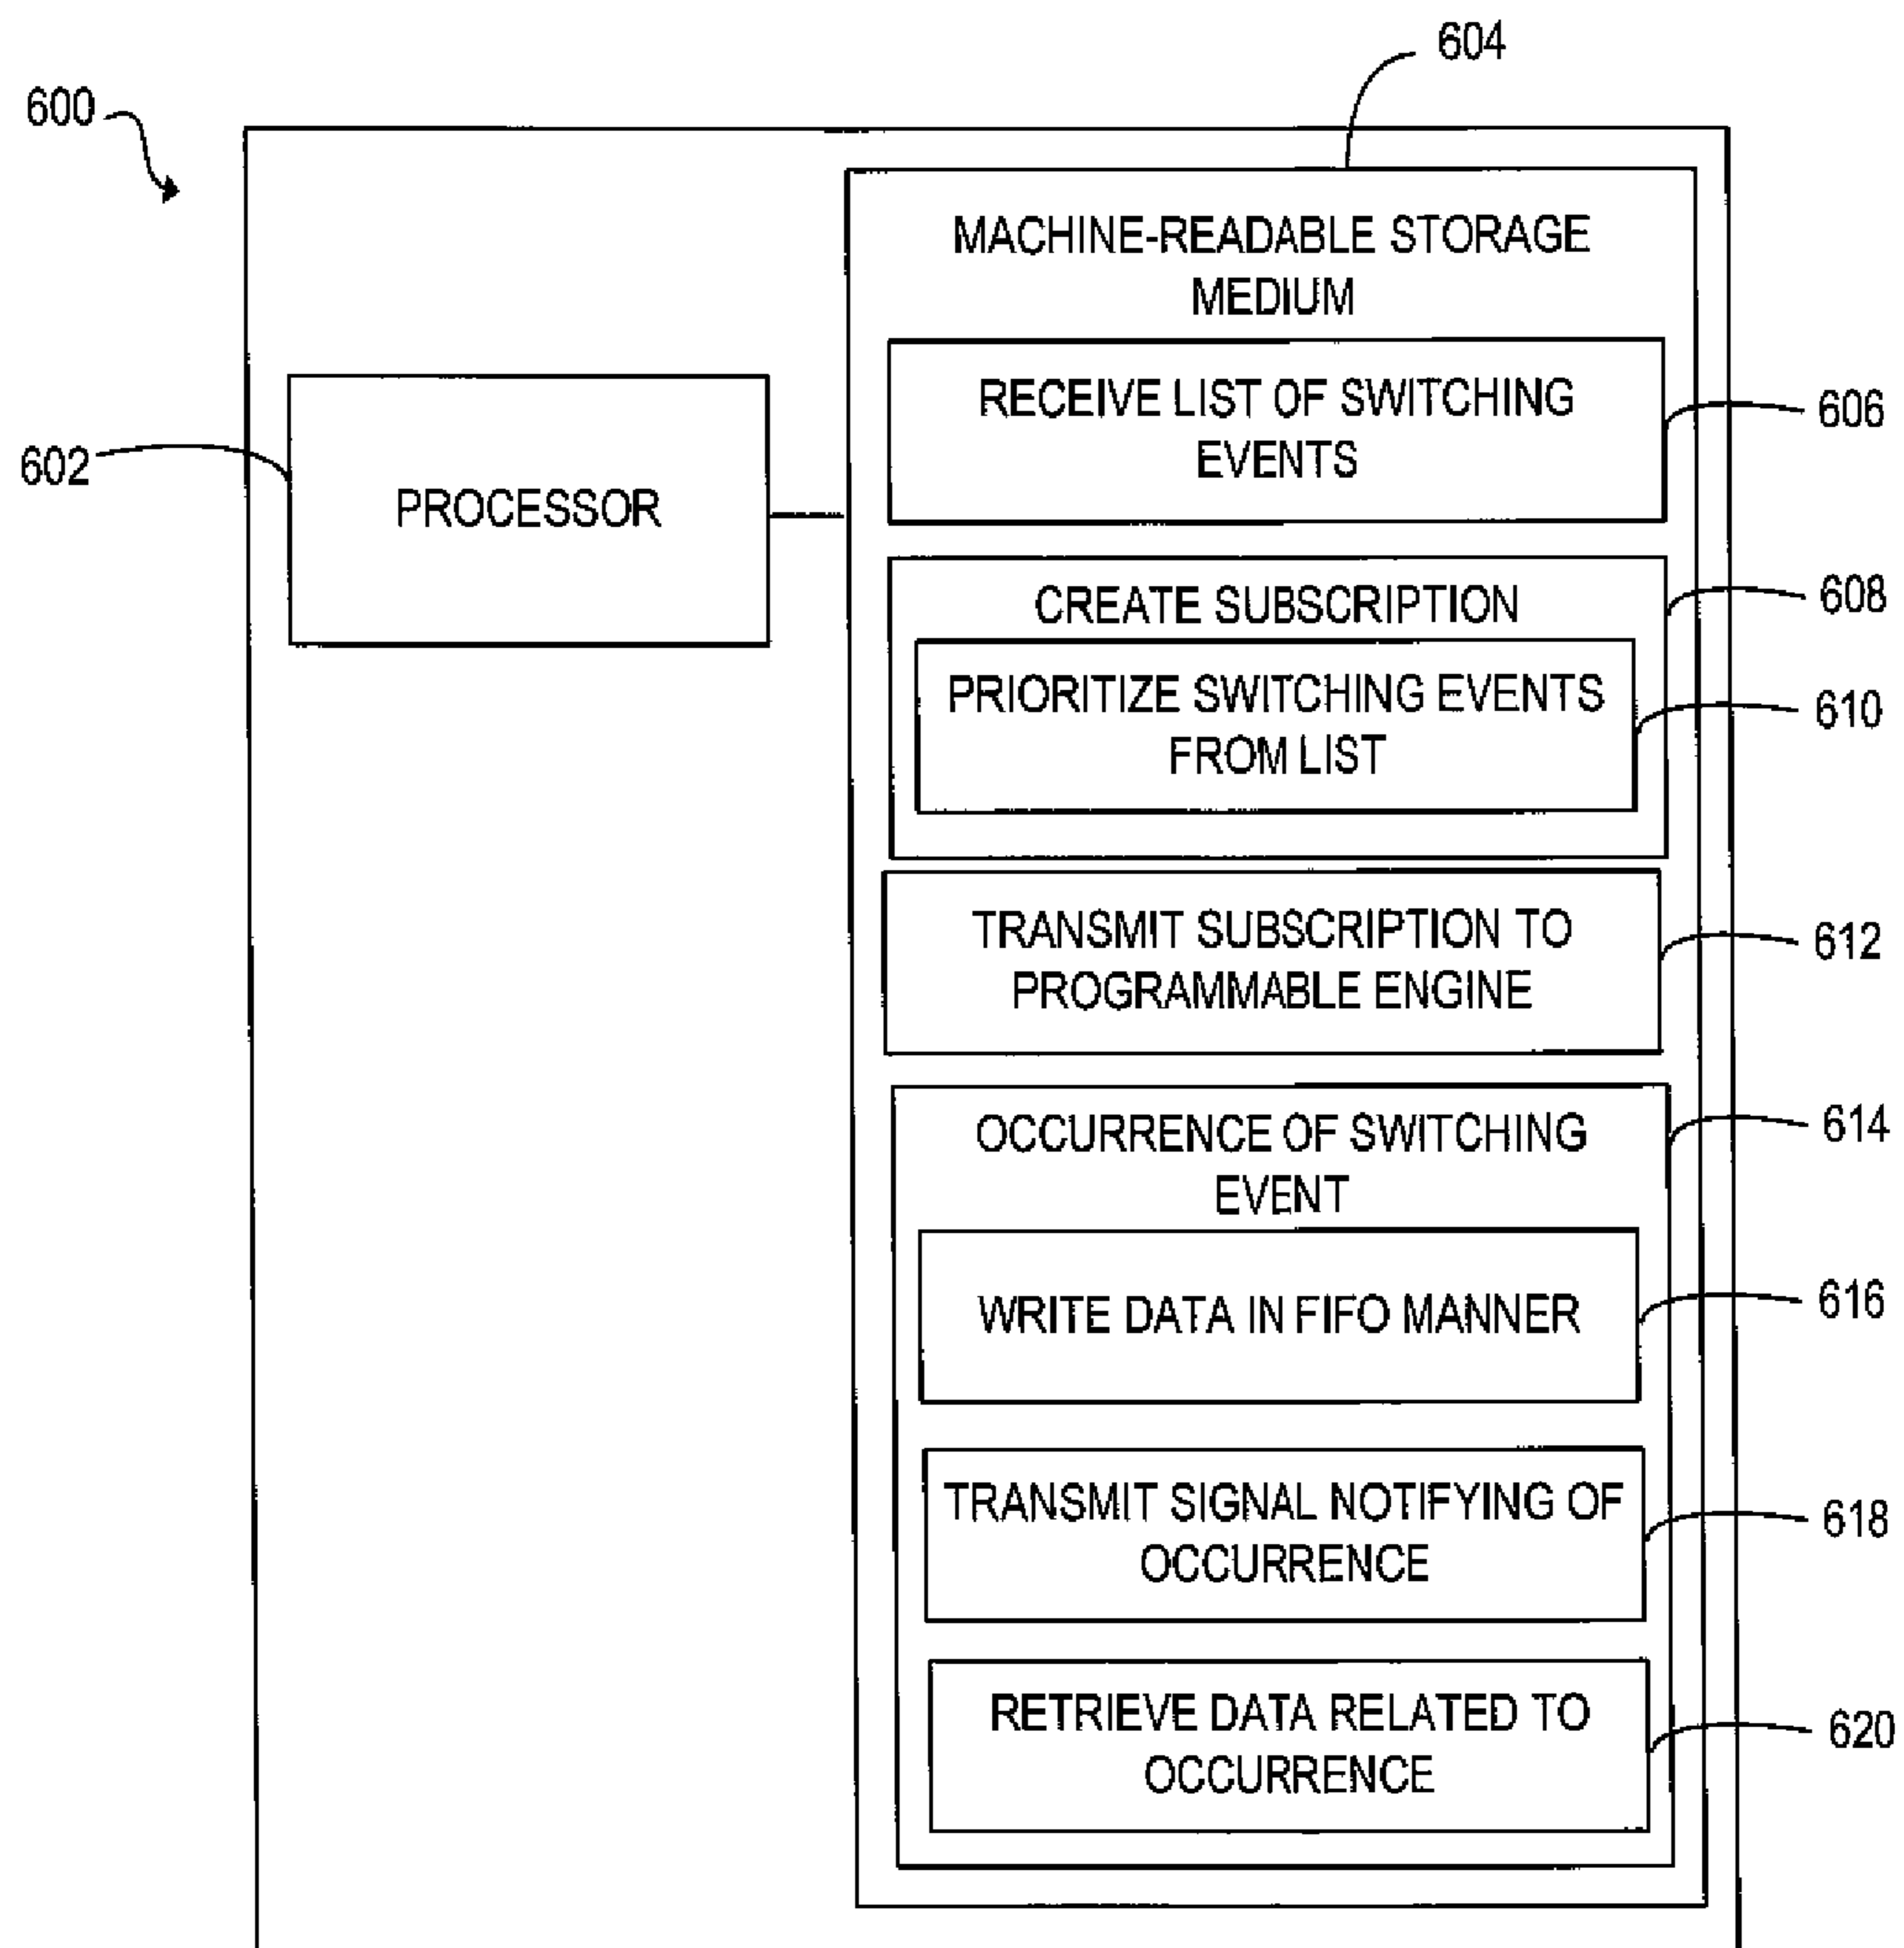 604
600
MACHINE-READABLE STORAGE
MEDIUM
RECEIVE LIST OF SWITCHING
EVENTS
606
602
PROCESSOR
CREATE SUBSCRIPTION
608
PRIORITIZE SWITCHING EVENTS
FROM LIST
610
TRANSMIT SUBSCRIPTION TO
PROGRAMMABLE ENGINE
612
OCCURRENCE OF SWITCHING
EVENT
614
WRITE DATA IN FIFO MANNER
616
TRANSMIT SIGNAL NOTIFYING OF
OCCURRENCE
618
RETRIEVE DATA RELATED TO
OCCURRENCE
620